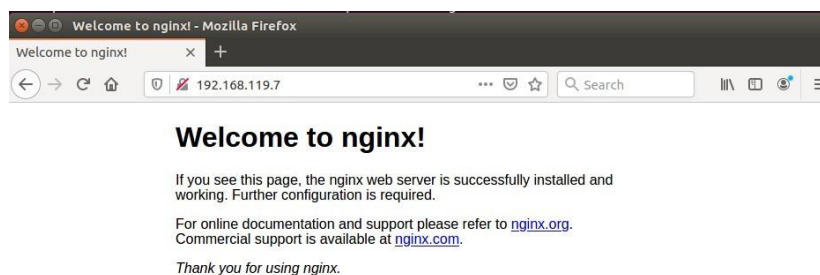 Welcome to nginx! - Mozilla Firefox
Welcome to nginx!
192.168.119.7
Search
Welcome to nginx!
If you see this page, the nginx web server is successfully installed and
working. Further configuration is required.
For online documentation and support please refer to nginx.org.
Commercial support is available at nginx.com.
Thank you for using nginx.